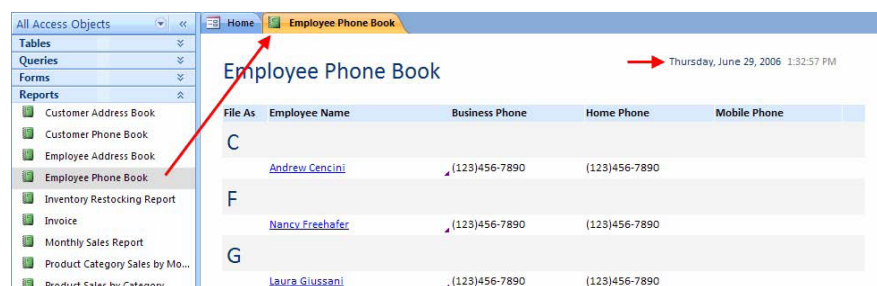 All Access Objects
Tables
Queries
Forms
Reports
Customer Address Book
Customer Phone Book
Employee Address Book
Employee Phone Book
Inventory Restocking Report
Invoice
Monthly Sales Report
Product Category Sales by Mo...
Product Sales by Category
Home Employee Phone Book
Employee Phone Book
Thursday, June 29, 2006 1:32:57 PM
File As Employee Name Business Phone Home Phone Mobile Phone
C
Andrew Cencini (123)456-7890 (123)456-7890
F
Nancy Freehafer (123)456-7890 (123)456-7890
G
Laura Giussani (123)456-7890 (123)456-7890